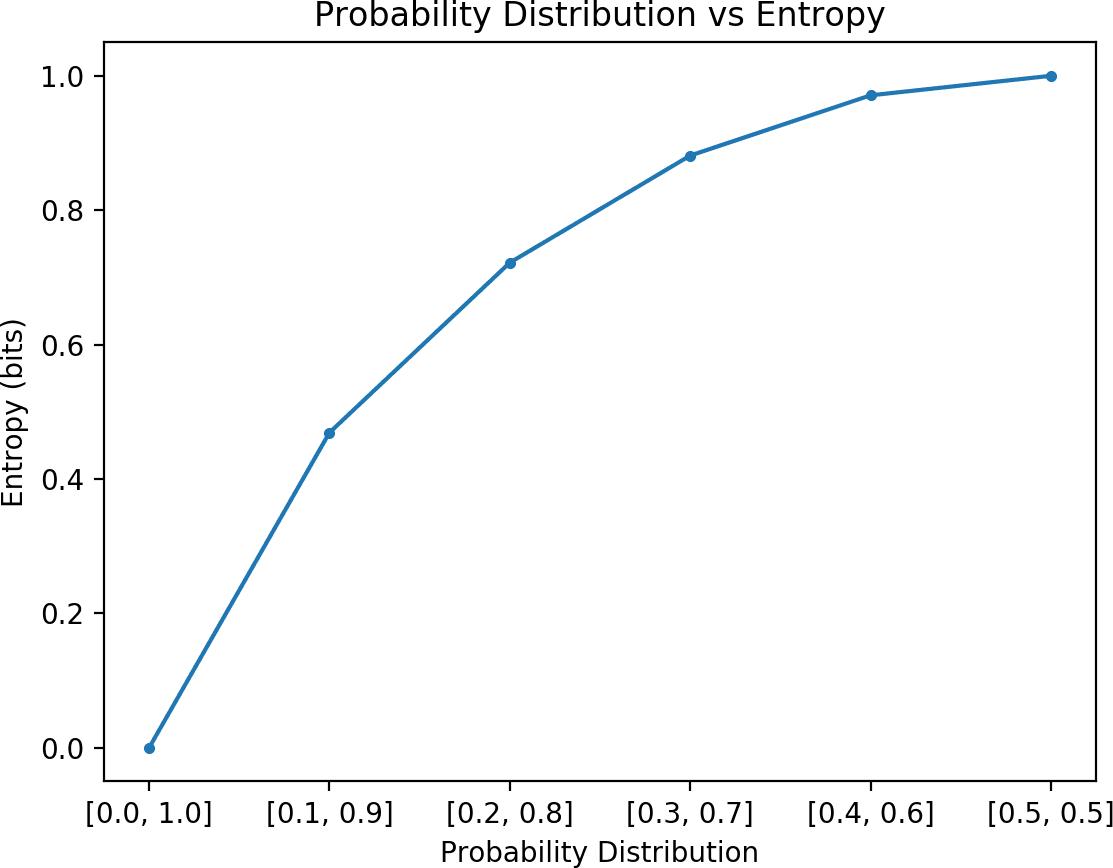 Probability Distribution vs Entropy
1.0
0.8
0.6
0.4
0.2
0.0
Entropy (bits)
[0.0, 1.0] [0.1, 0.9] [0.2, 0.8] [0.3, 0.7] [0.4, 0.6] [0.5, 0.5]
Probability Distribution